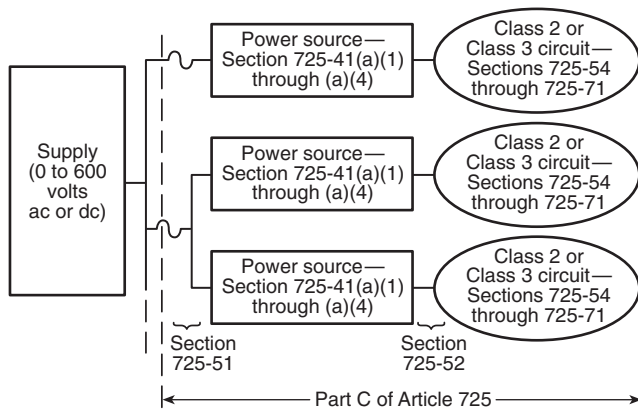 Supply
(0 to 600
volts
ac or dc)
Power source—
Section 725-41(a)(1)
through (a)(4)
Class 2 or
Class 3 circuit—
Sections 725-54
through 725-71
Power source—
Section 725-41(a)(1)
through (a)(4)
Class 2 or
Class 3 circuit—
Sections 725-54
through 725-71
Power source—
Section 725-41(a)(1)
through (a)(4)
Class 2 or
Class 3 circuit—
Sections 725-54
through 725-71
Section
725-51
Section
725-52
Part C of Article 725